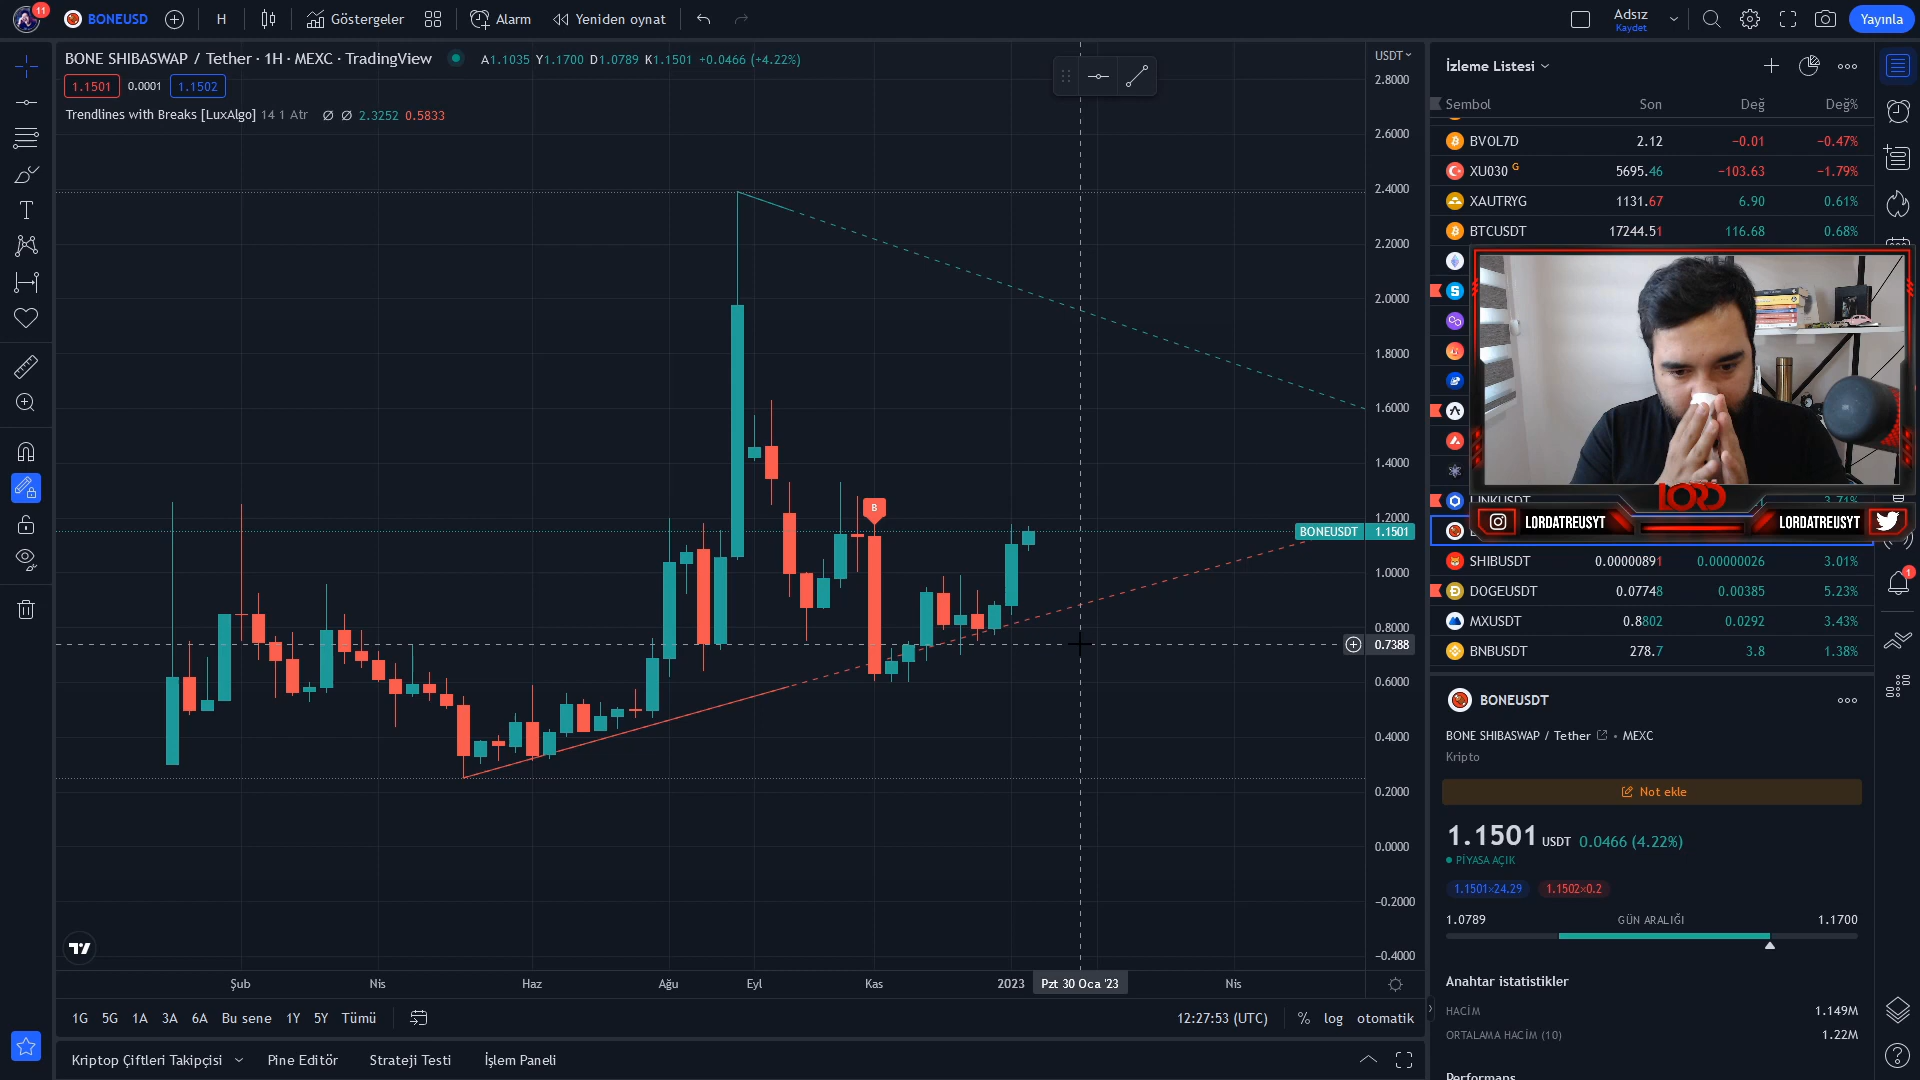 11
BONEUSD
H
Göstergeler
Alarm
Yeniden oynat
Adsız
Kaydet
Yayınla
BONE SHIBASWAP / Tether · 1H · MEXC · TradingView
A1.1035 Y1.1700 D1.0789 K1.1501 +0.0466 (+4.22%)
1.1501 0.0001 1.1502
Trendlines with Breaks [LuxAlgo] 14 1 Atr Ø Ø 2.3252 0.5833
USDT
2.8000
2.6000
2.4000
2.2000
2.0000
1.8000
1.6000
1.4000
1.2000
BONEUSDT 1.1501
1.0000
0.8000
0.7388
0.6000
0.4000
0.2000
0.0000
−0.2000
−0.4000
B
Şub Nis Haz Ağu Eyl Kas 2023 Pzt 30 Oca '23 Nis
1G 5G 1A 3A 6A Bu sene 1Y 5Y Tümü
12:27:53 (UTC) % log otomatik
Kriptop Çiftleri Takipçisi Pine Editör Strateji Testi İşlem Paneli
İzleme Listesi
Sembol Son Değ Değ%
BVOL7D 2.12 −0.01 −0.47%
XU030 G 5695.46 −103.63 −1.79%
XAUTRYG 1131.67 6.90 0.61%
BTCUSDT 17244.51 116.68 0.68%
LINKUSDT 3.71%
LORD
LORDATREUSYT LORDATREUSYT
SHIBUSDT 0.00000891 0.00000026 3.01%
DOGEUSDT 0.07748 0.00385 5.23%
MXUSDT 0.8802 0.0292 3.43%
BNBUSDT 278.7 3.8 1.38%
BONEUSDT
BONE SHIBASWAP / Tether • MEXC
Kripto
Not ekle
1.1501 USDT 0.0466 (4.22%)
PİYASA AÇIK
1.1501×24.29 1.1502×0.2
1.0789 GÜN ARALIĞI 1.1700
Anahtar istatistikler
HACİM 1.149M
ORTALAMA HACİM (10) 1.22M
Performans
1